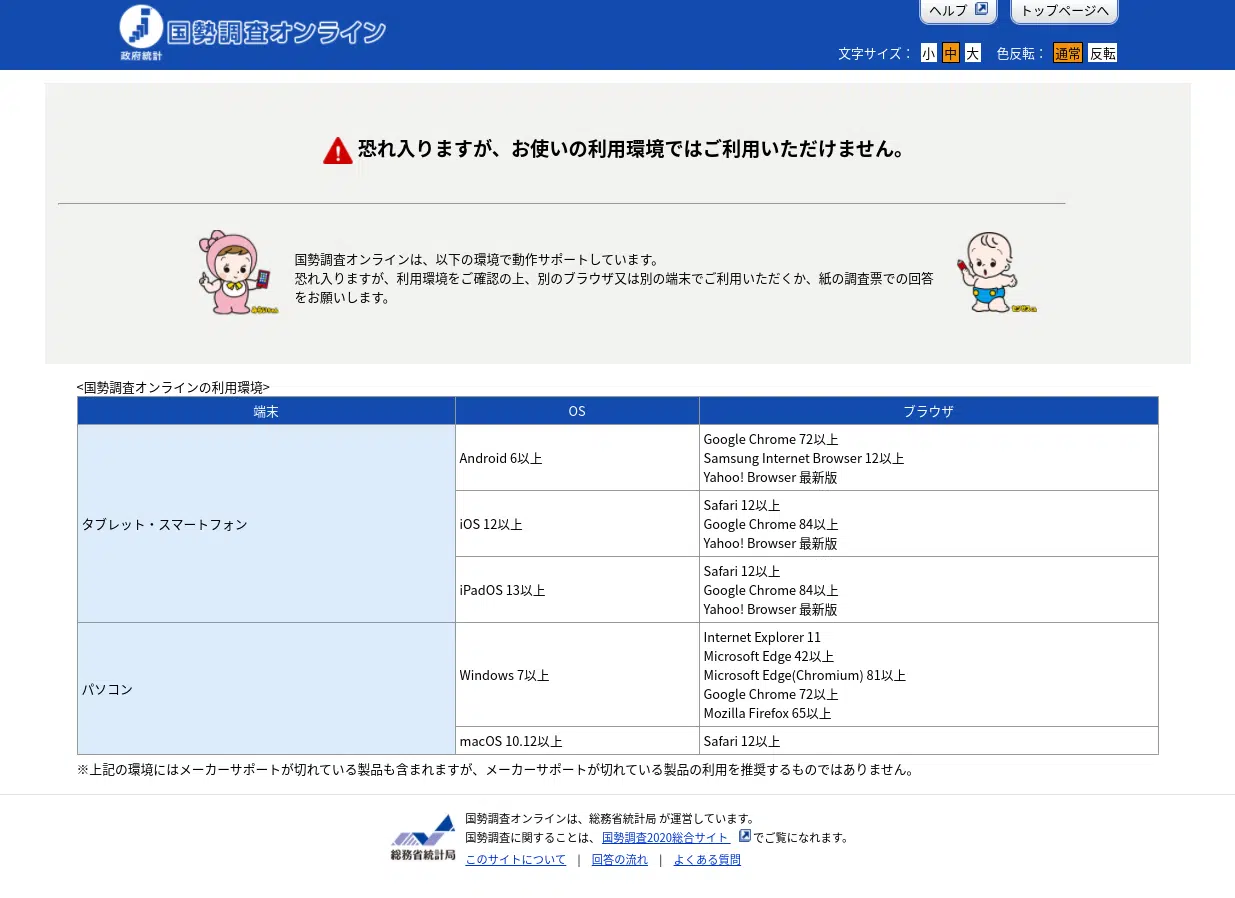 政府統計
国勢調査オンライン
ヘルプ
トップページへ
文字サイズ： 小 中 大 色反転： 通常 反転
恐れ入りますが、お使いの利用環境ではご利用いただけません。
国勢調査オンラインは、以下の環境で動作サポートしています。
恐れ入りますが、利用環境をご確認の上、別のブラウザ又は別の端末でご利用いただくか、紙の調査票での回答
をお願いします。
<国勢調査オンラインの利用環境>
端末 OS ブラウザ
タブレット・スマートフォン
Android 6以上
Google Chrome 72以上
Samsung Internet Browser 12以上
Yahoo! Browser 最新版
iOS 12以上
Safari 12以上
Google Chrome 84以上
Yahoo! Browser 最新版
iPadOS 13以上
Safari 12以上
Google Chrome 84以上
Yahoo! Browser 最新版
パソコン
Windows 7以上
Internet Explorer 11
Microsoft Edge 42以上
Microsoft Edge(Chromium) 81以上
Google Chrome 72以上
Mozilla Firefox 65以上
macOS 10.12以上
Safari 12以上
※上記の環境にはメーカーサポートが切れている製品も含まれますが、メーカーサポートが切れている製品の利用を推奨するものではありません。
総務省統計局
国勢調査オンラインは、総務省統計局 が運営しています。
国勢調査に関することは、国勢調査2020総合サイト でご覧になれます。
このサイトについて | 回答の流れ | よくある質問